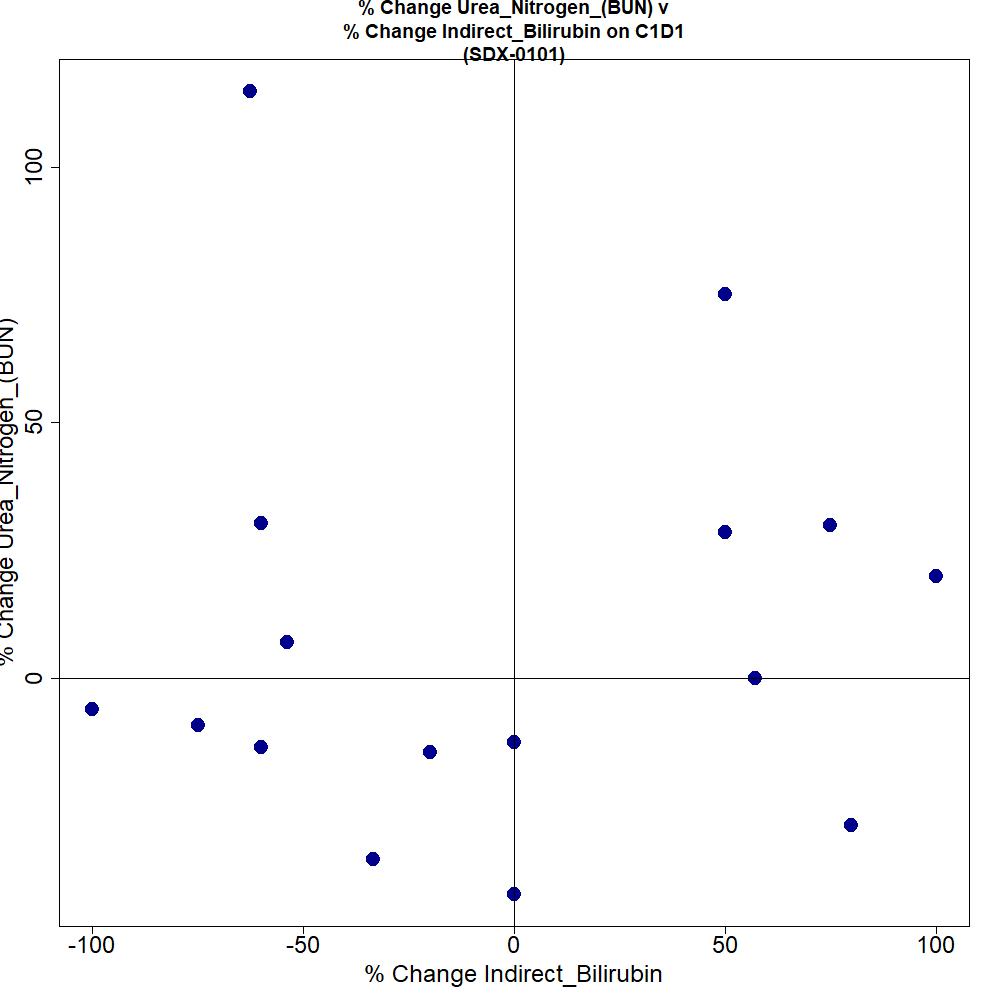 % Change Urea_Nitrogen_(BUN) v
% Change Indirect_Bilirubin on C1D1
(SDX-0101)
% Change Urea_Nitrogen_(BUN)
100
50
0
-100
-50
0
50
100
% Change Indirect_Bilirubin